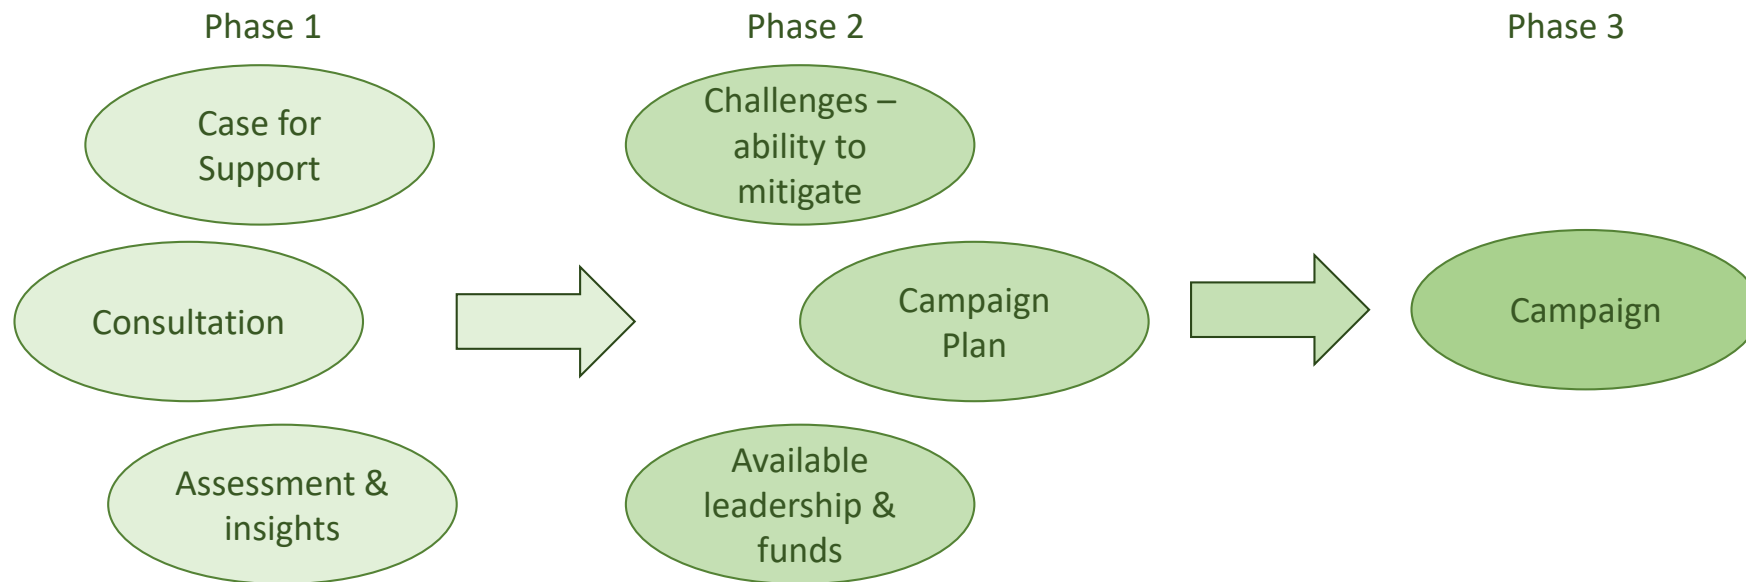 Phase 1
Case for
Support
Consultation
Assessment &
insights
Phase 2
Challenges –
ability to
mitigate
Campaign
Plan
Available
leadership &
funds
Phase 3
Campaign